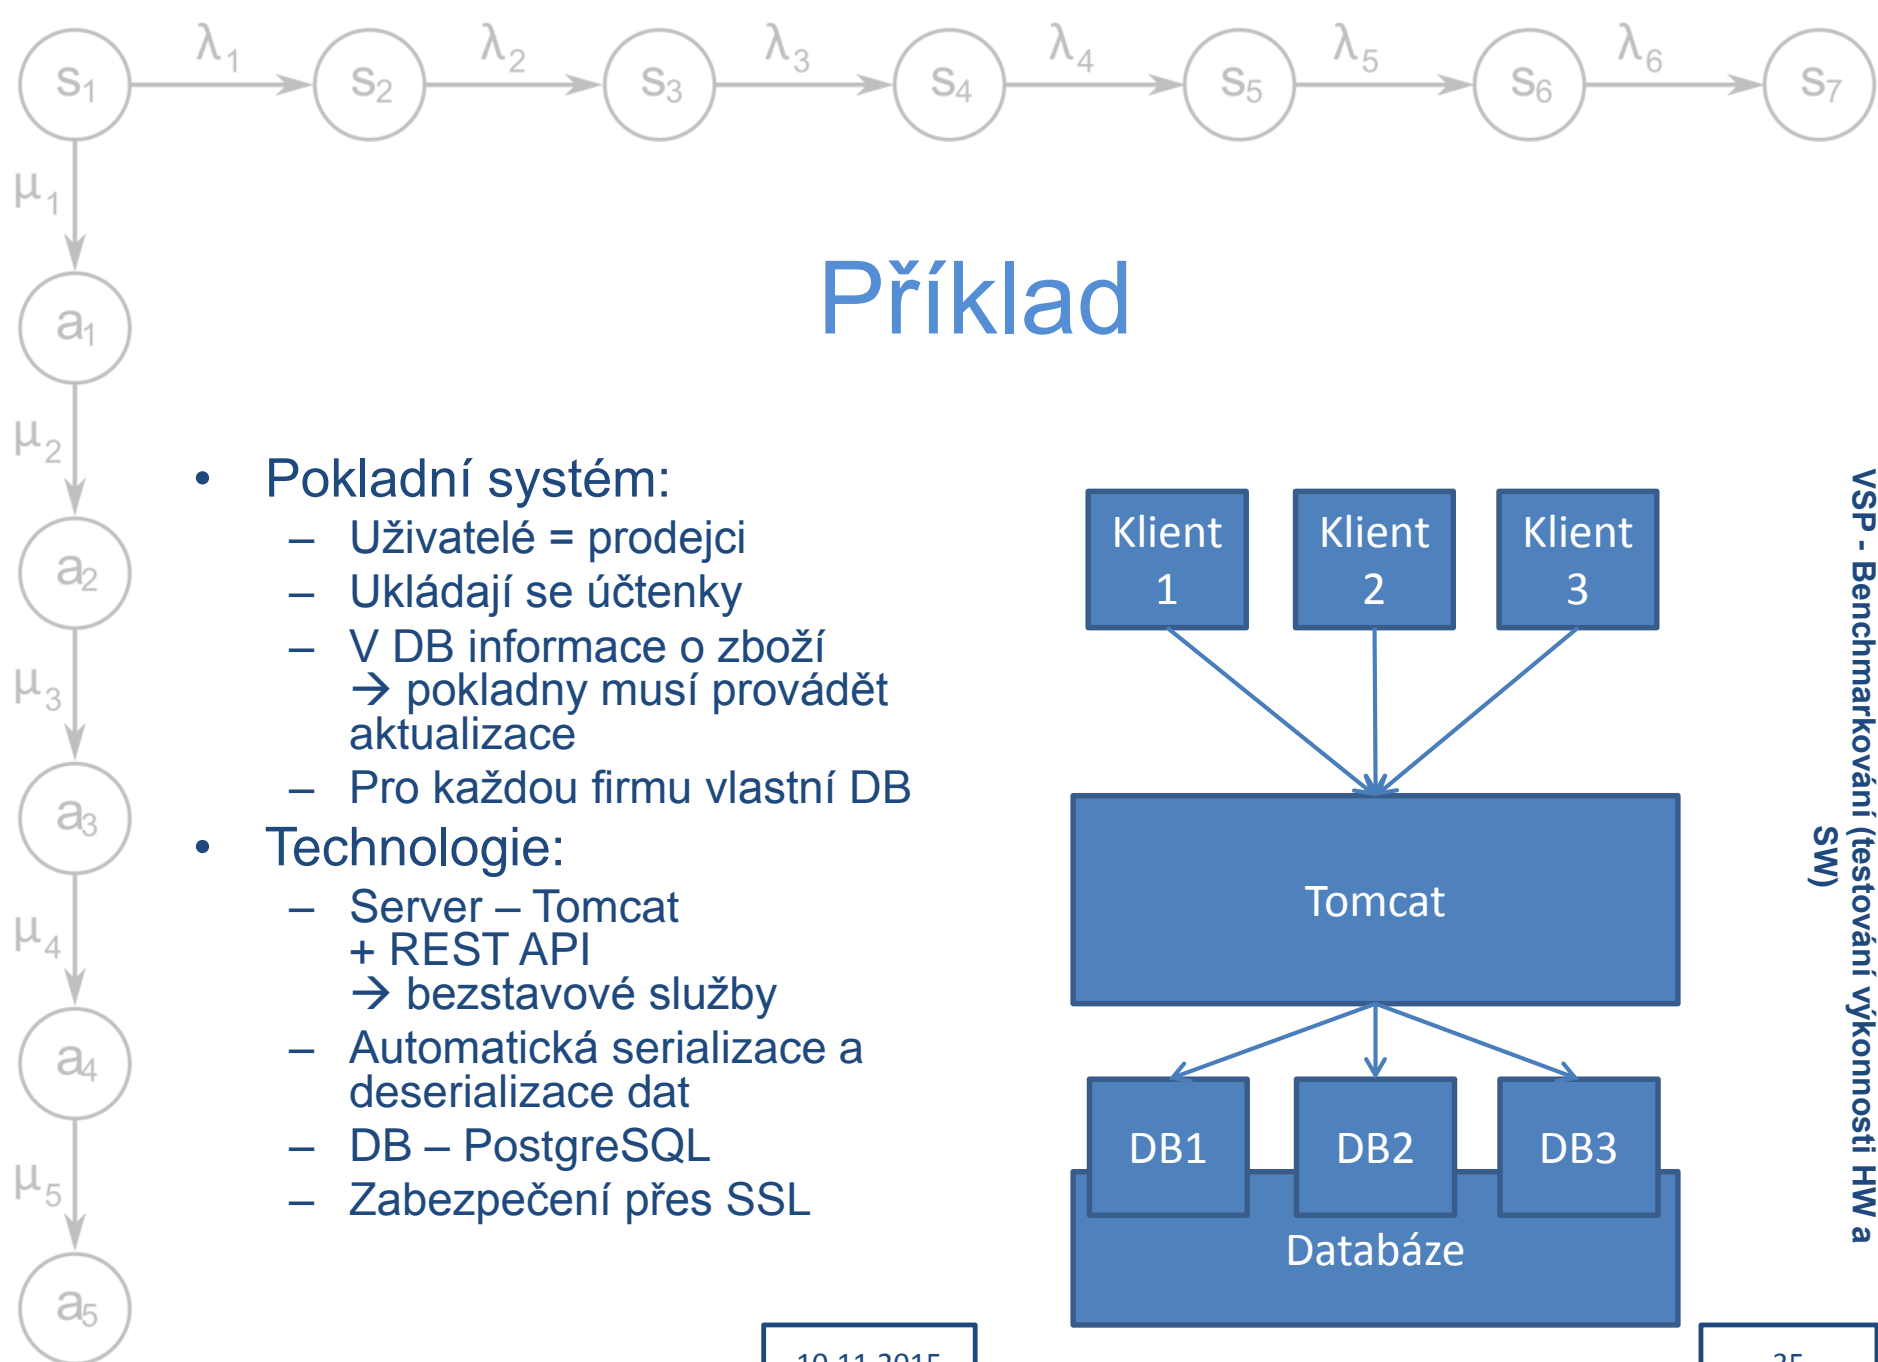 s1 λ1 s2 λ2 s3 λ3 s4 λ4 s5 λ5 s6 λ6 s7
μ1
a1
μ2
a2
μ3
a3
μ4
a4
μ5
a5
Příklad
• Pokladní systém:
– Uživatelé = prodejci
– Ukládají se účtenky
– V DB informace o zboží
→ pokladny musí provádět
aktualizace
– Pro každou firmu vlastní DB
• Technologie:
– Server – Tomcat
+ REST API
→ bezstavové služby
– Automatická serializace a
deserializace dat
– DB – PostgreSQL
– Zabezpečení přes SSL
Klient
1
Klient
2
Klient
3
Tomcat
DB1
DB2
DB3
Databáze
VSP - Benchmarkování (testování výkonnosti HW a
SW)
10.11.2015
35